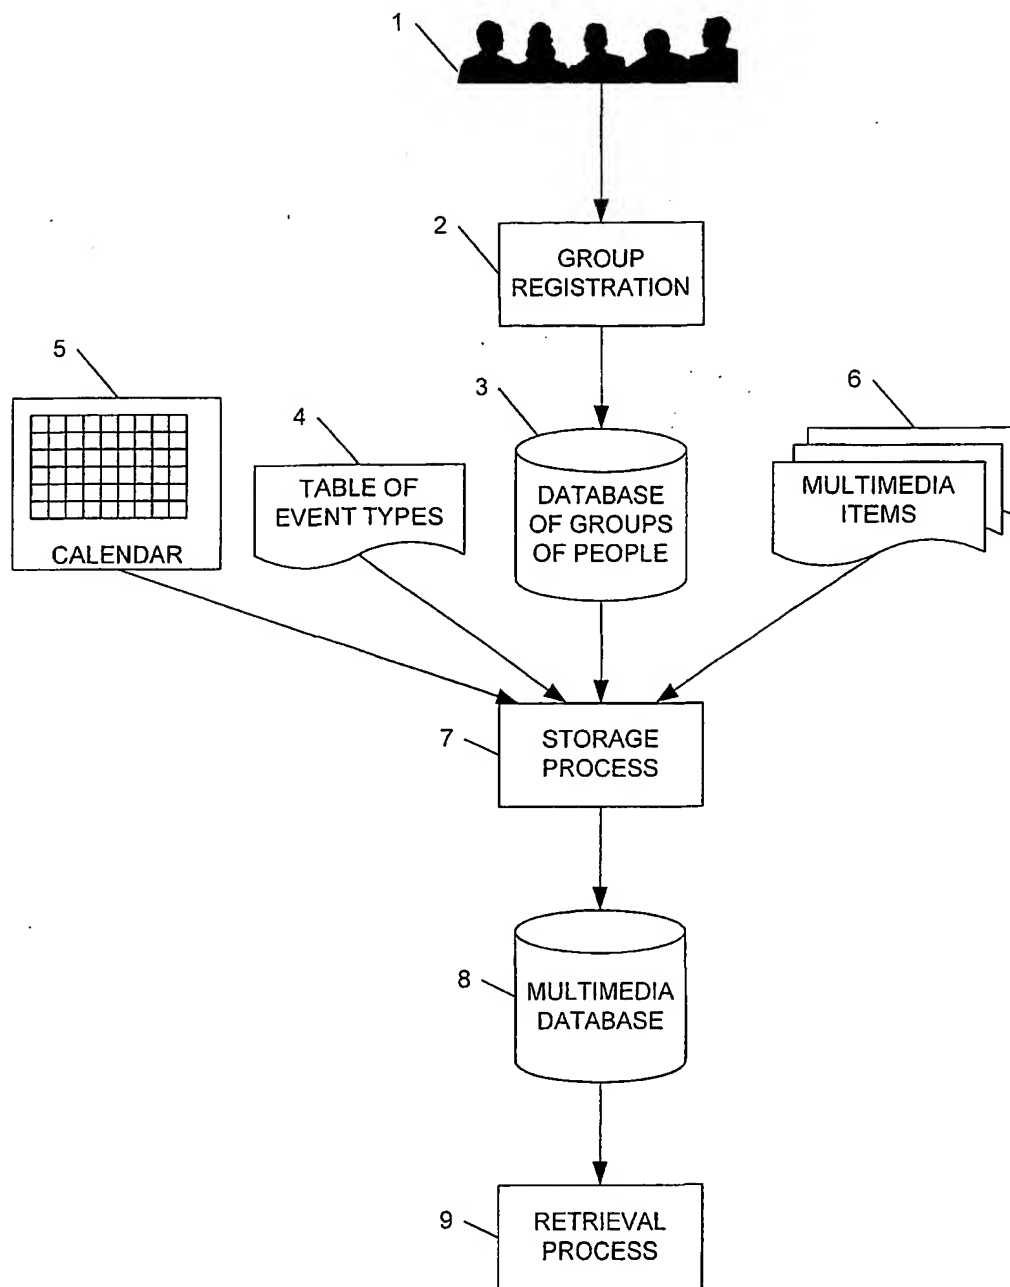 1
2
GROUP
REGISTRATION
5
CALENDAR
4
TABLE OF
EVENT TYPES
3
DATABASE
OF GROUPS
OF PEOPLE
6
MULTIMEDIA
ITEMS
7
STORAGE
PROCESS
8
MULTIMEDIA
DATABASE
9
RETRIEVAL
PROCESS